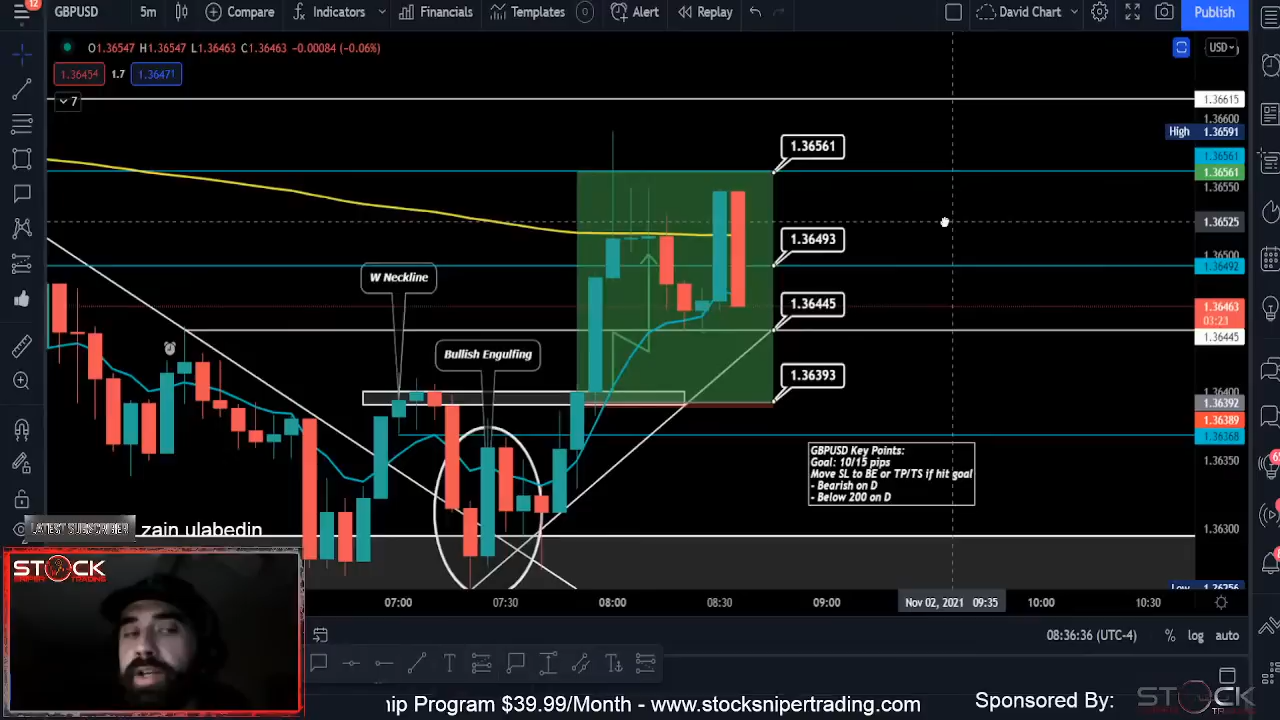 12
GBPUSD 5m Compare Indicators Financials Templates Alert Replay David Chart Publish
O1.36547 H1.36547 L1.36463 C1.36463 -0.00084 (-0.06%)
USD
1.36454 1.7 1.36471
7
1.36615
1.36600
High 1.36591
1.36561
1.36561
1.36561
1.36550
1.36525
1.36493
1.36500
1.36492
W Neckline
1.36445
1.36463
03:23
1.36445
Bullish Engulfing
1.36393
1.36400
1.36392
1.36389
1.36368
GBPUSD Key Points:
Goal: 10/15 pips
Move SL to BE or TP/TS if hit goal
- Bearish on D
- Below 200 on D
1.36350
1.36300
LATEST SUBSCRIBER zain ulabedin
Low 1.36256
STOCK
SNIPER
TRADING
07:00 07:30 08:00 08:30 09:00 Nov 02, 2021 09:35 10:00 10:30
08:36:36 (UTC-4) % log auto
ip Program $39.99/Month - www.stocksnipertrading.com
Sponsored By:
STOCK